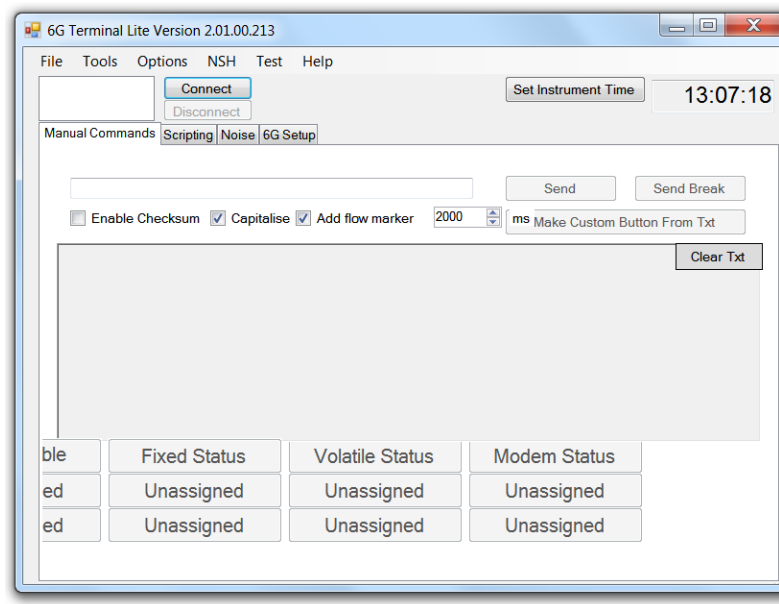 6G Terminal Lite Version 2.01.00.213
File Tools Options NSH Test Help
Connect
Set Instrument Time
13:07:18
Disconnect
Manual Commands Scripting Noise 6G Setup
Send
Send Break
Enable Checksum Capitalise Add flow marker 2000 ms
Make Custom Button From Txt
Clear Txt
ble Fixed Status Volatile Status Modem Status
ed Unassigned Unassigned Unassigned
ed Unassigned Unassigned Unassigned